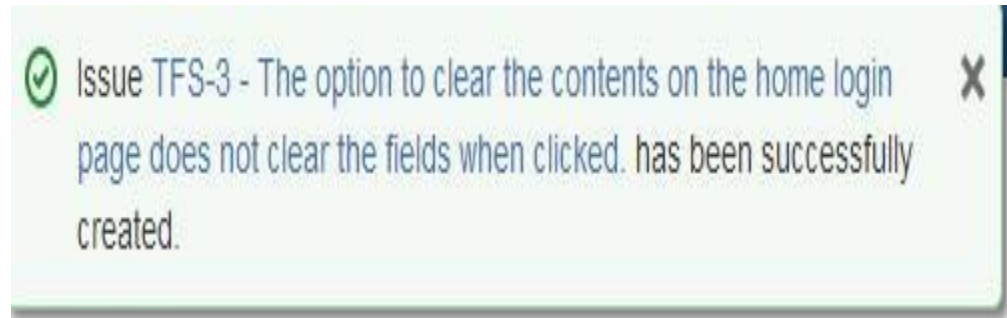 Issue TFS-3 - The option to clear the contents on the home login
page does not clear the fields when clicked. has been successfully
created.